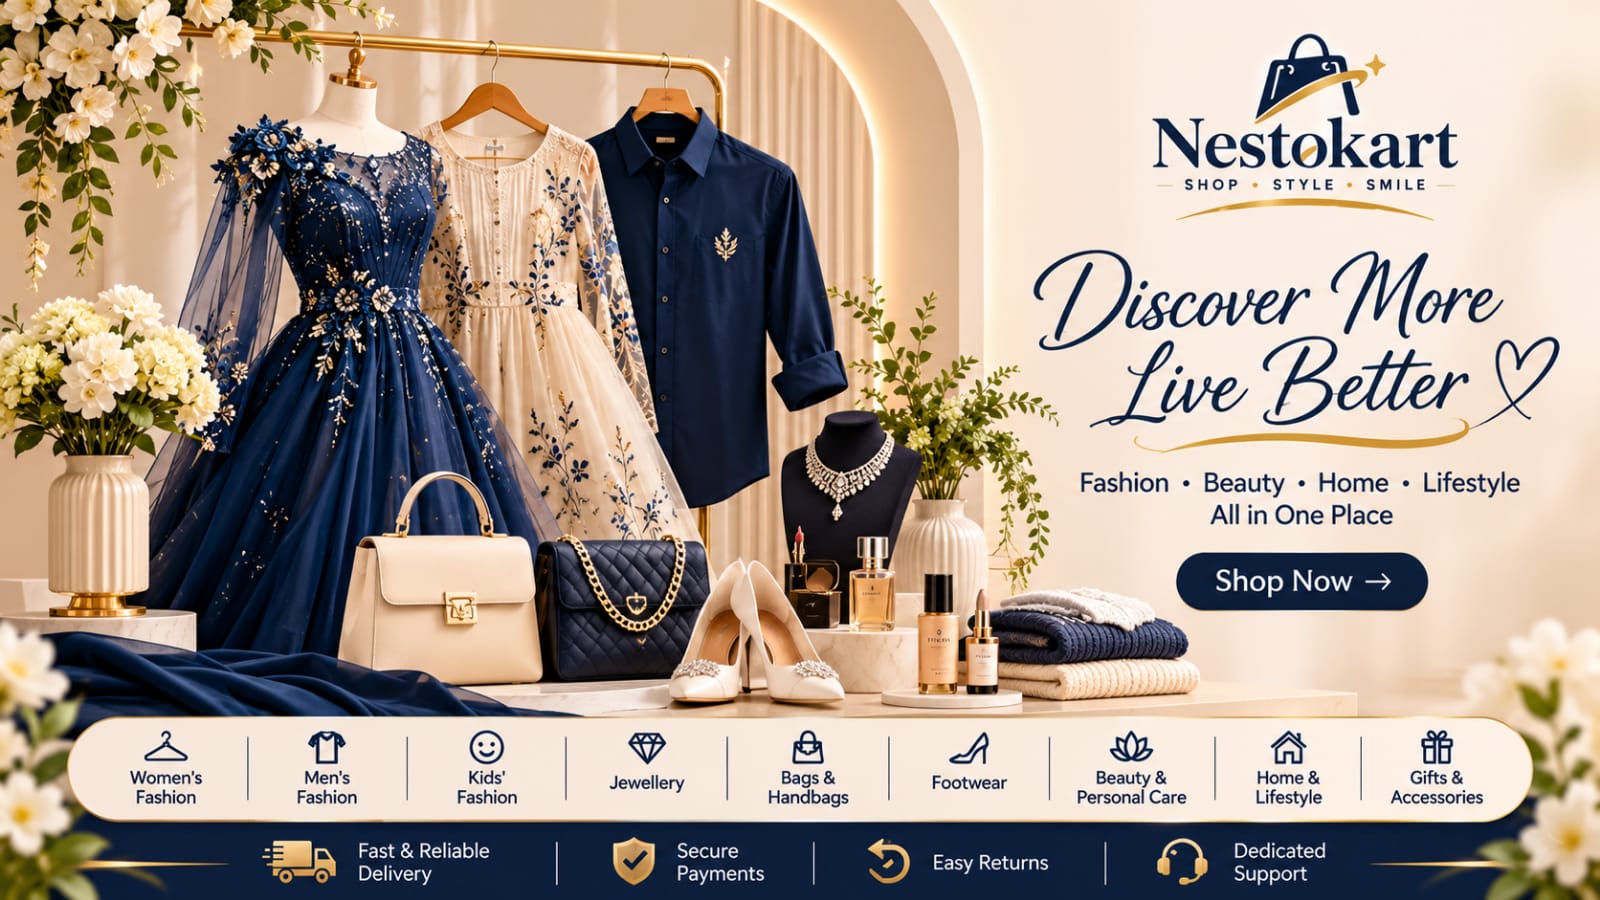 Nestokart
SHOP • STYLE • SMILE
Discover More
Live Better
Fashion • Beauty • Home • Lifestyle
All in One Place
Shop Now →
Women's
Fashion
Men's
Fashion
Kids'
Fashion
Jewellery
Bags &
Handbags
Footwear
Beauty &
Personal Care
Home &
Lifestyle
Gifts &
Accessories
Fast & Reliable
Delivery
Secure
Payments
Easy Returns
Dedicated
Support